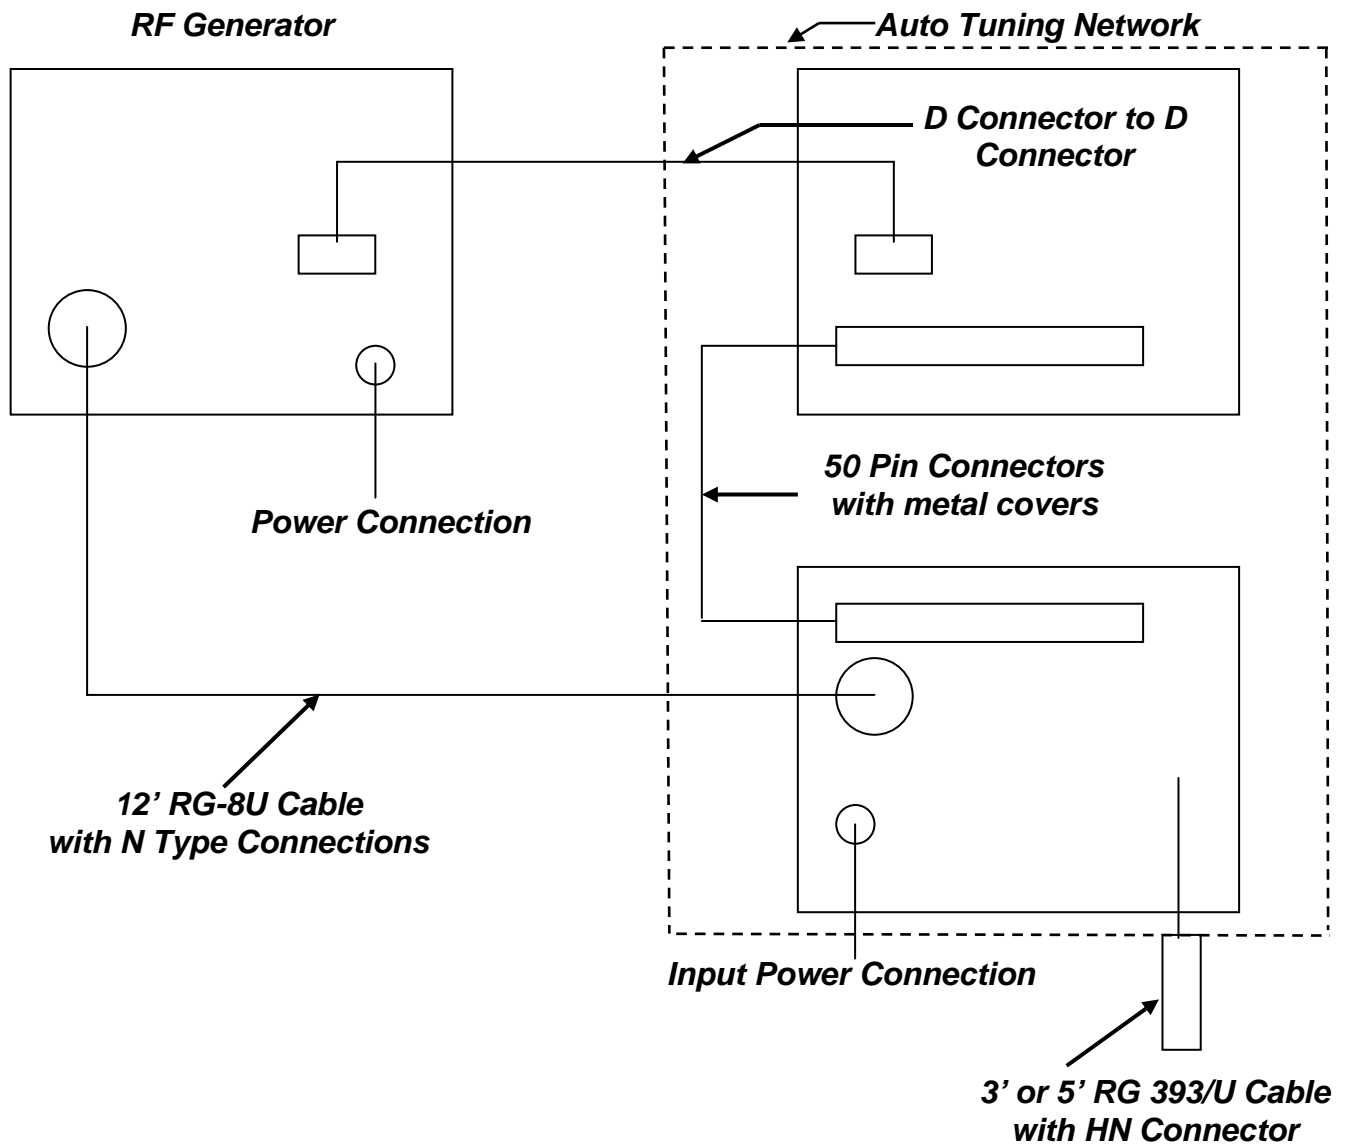 RF Generator
Auto Tuning Network
D Connector to D
Connector
50 Pin Connectors
with metal covers
Power Connection
12’ RG-8U Cable
with N Type Connections
Input Power Connection
3’ or 5’ RG 393/U Cable
with HN Connector